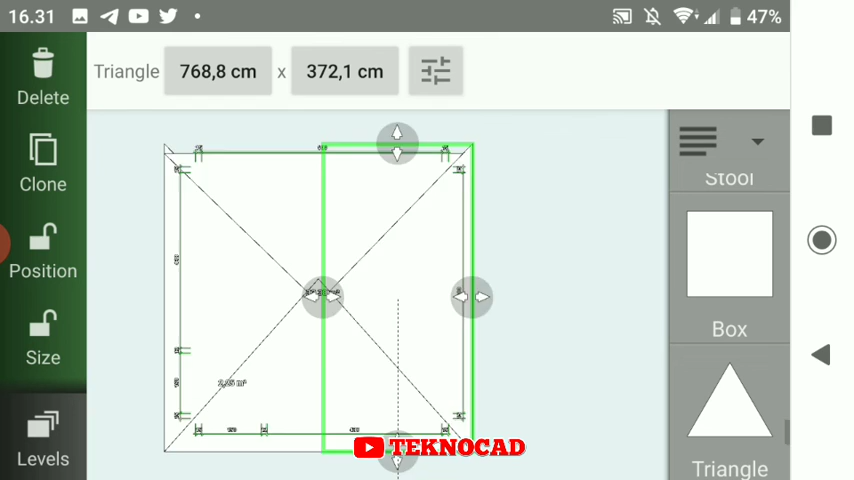 16.31
47%
Triangle 768,8 cm x 372,1 cm
Delete
Clone
Position
Size
Levels
Stool
Box
Triangle
TEKNOCAD